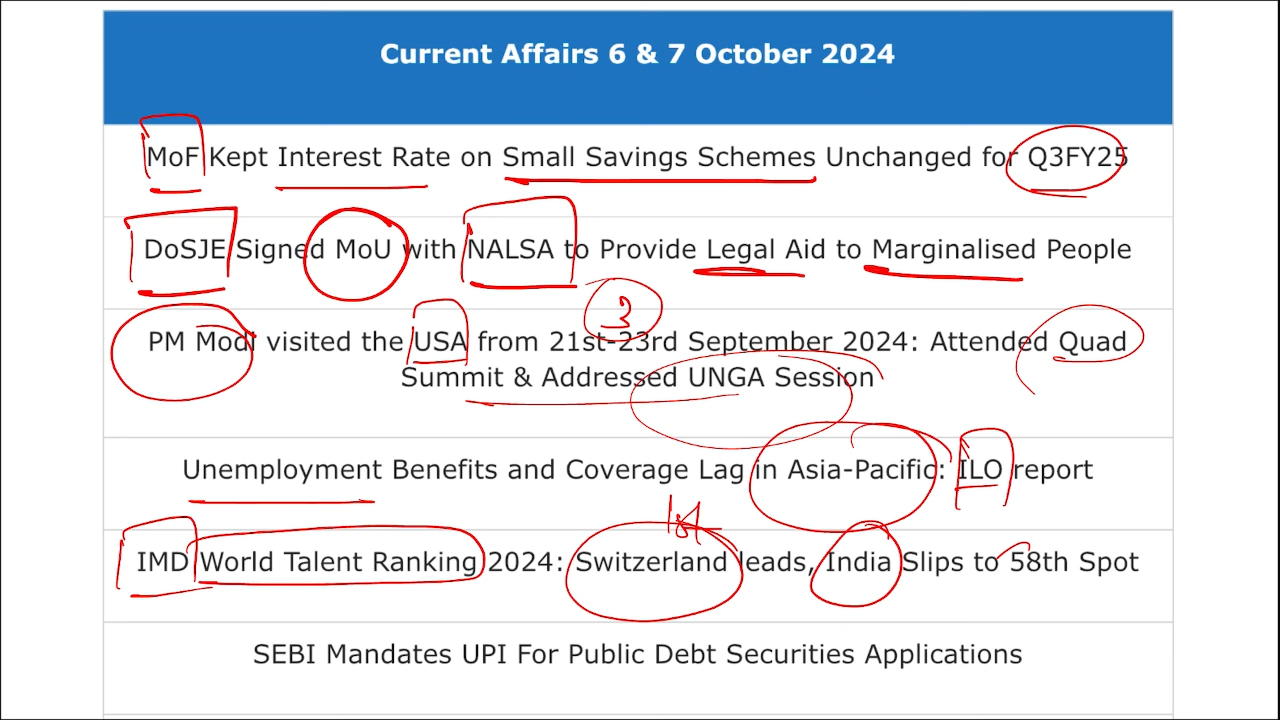 Current Affairs 6 & 7 October 2024
MoF Kept Interest Rate on Small Savings Schemes Unchanged for Q3FY25
DoSJE Signed MoU with NALSA to Provide Legal Aid to Marginalised People
3
PM Modi visited the USA from 21st-23rd September 2024: Attended Quad
Summit & Addressed UNGA Session
Unemployment Benefits and Coverage Lag in Asia-Pacific: ILO report
1st
IMD World Talent Ranking 2024: Switzerland leads, India Slips to 58th Spot
SEBI Mandates UPI For Public Debt Securities Applications